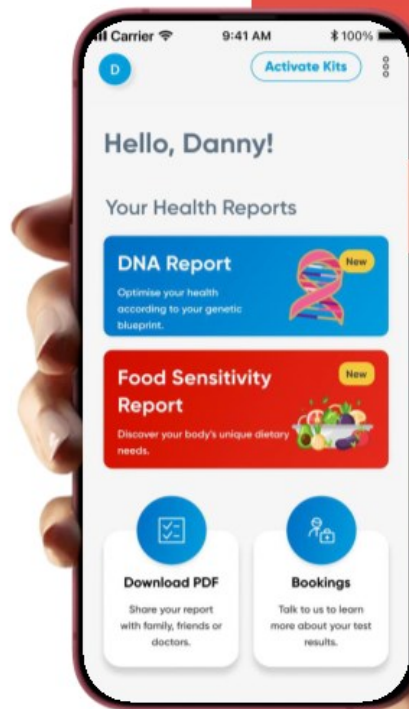 Carrier 9:41 AM 100%
D Activate Kits
Hello, Danny!
Your Health Reports
DNA Report New
Optimise your health
according to your genetic
blueprint.
Food Sensitivity New
Report
Discover your body's unique dietary
needs.
Download PDF
Share your report
with family, friends or
doctors.
Bookings
Talk to us to learn
more about your test
results.